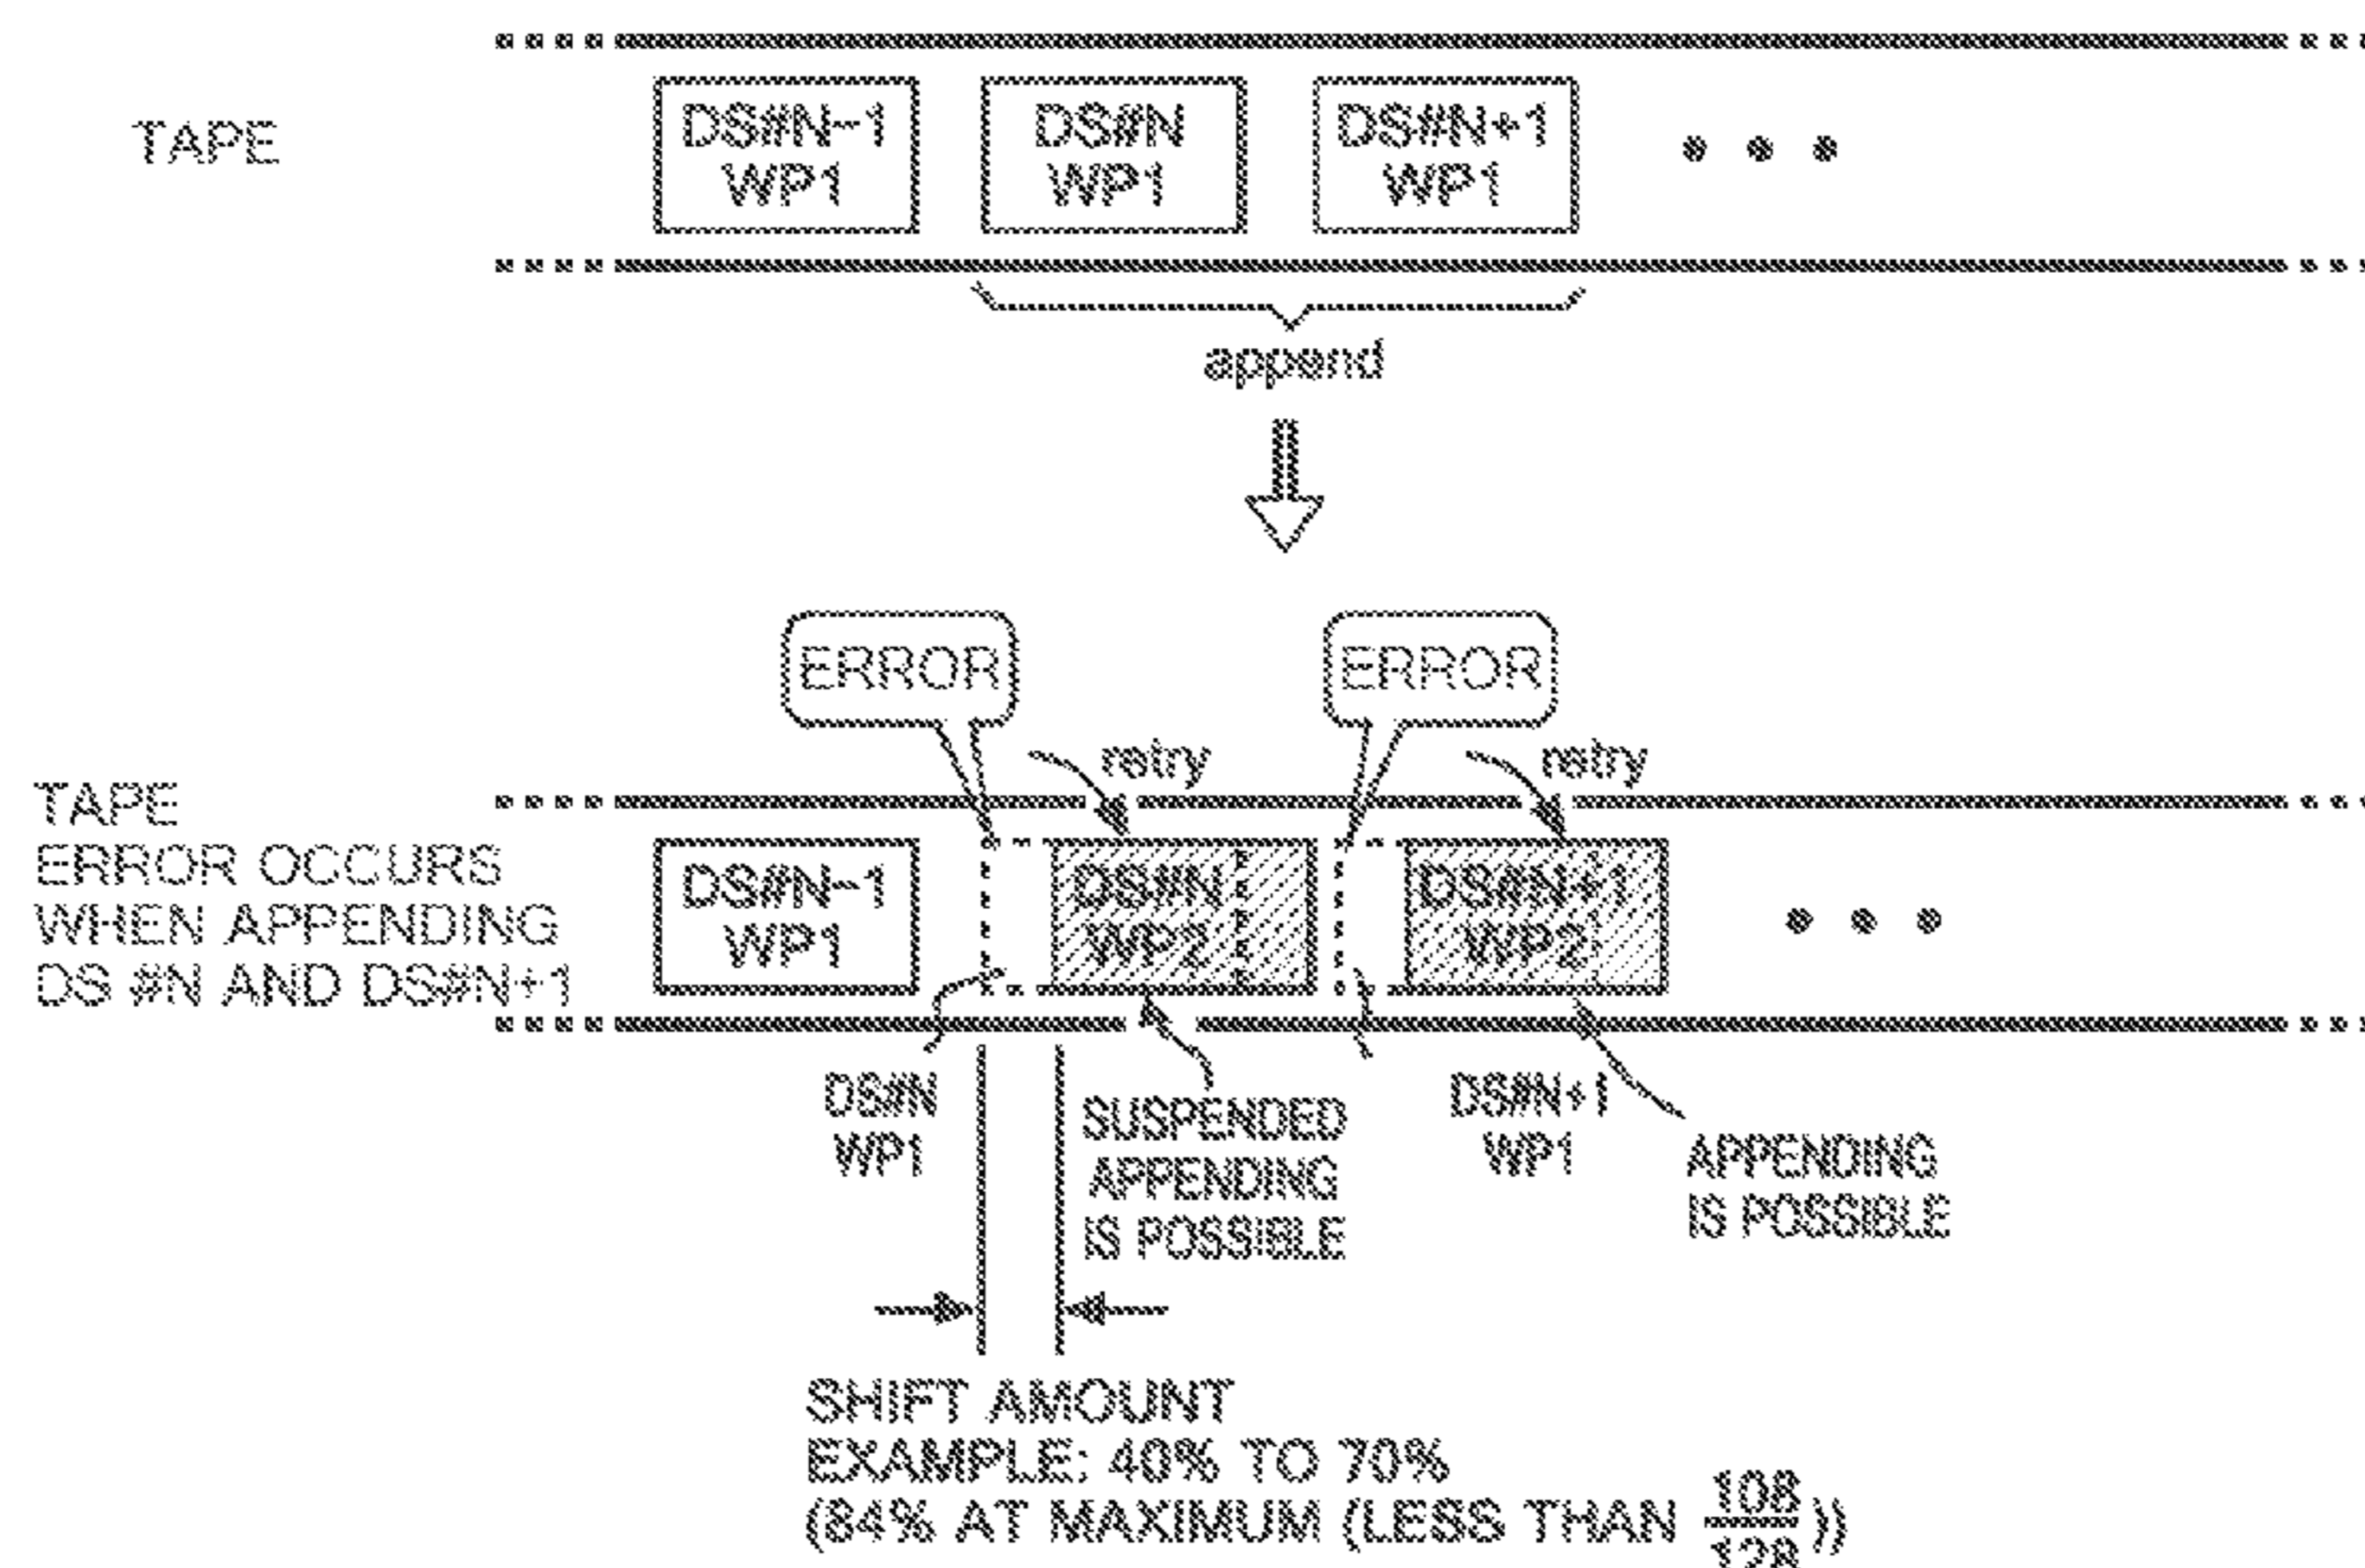 TAPE
DS#N-1
WP1
DS#N
WP1
DS#N+1
WP1
append
ERROR
ERROR
retry
retry
TAPE
ERROR OCCURS
WHEN APPENDING
DS #N AND DS#N+1
DS#N-1
WP1
DS#N
WP2
DS#N+1
WP2
DS#N
WP1
SUSPENDED
APPENDING
IS POSSIBLE
DS#N+1
WP1
APPENDING
IS POSSIBLE
SHIFT AMOUNT
EXAMPLE: 40% TO 70%
(84% AT MAXIMUM (LESS THAN 108/128))